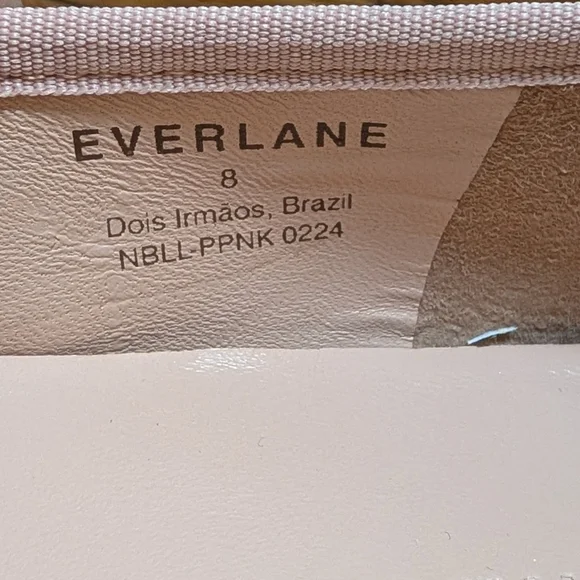 EVERLANE
8
Dois Irmãos, Brazil
NBLL-PPNK 0224